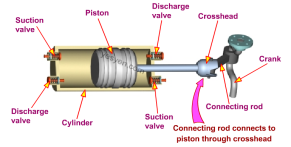 Piston
Discharge
valve
Crosshead
Suction
valve
Crank
Connecting rod
Discharge
valve
Cylinder
Suction
valve
Connecting rod connects to
piston through crosshead